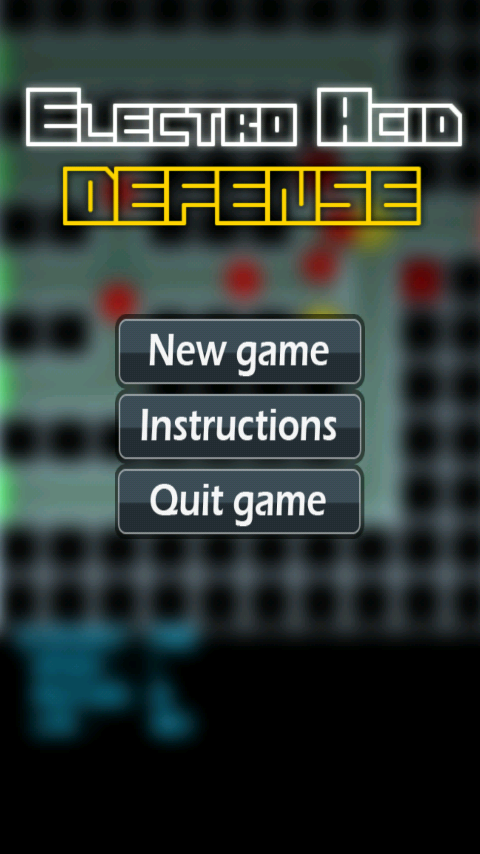 Electro Acid
DEFENSE
New game
Instructions
Quit game